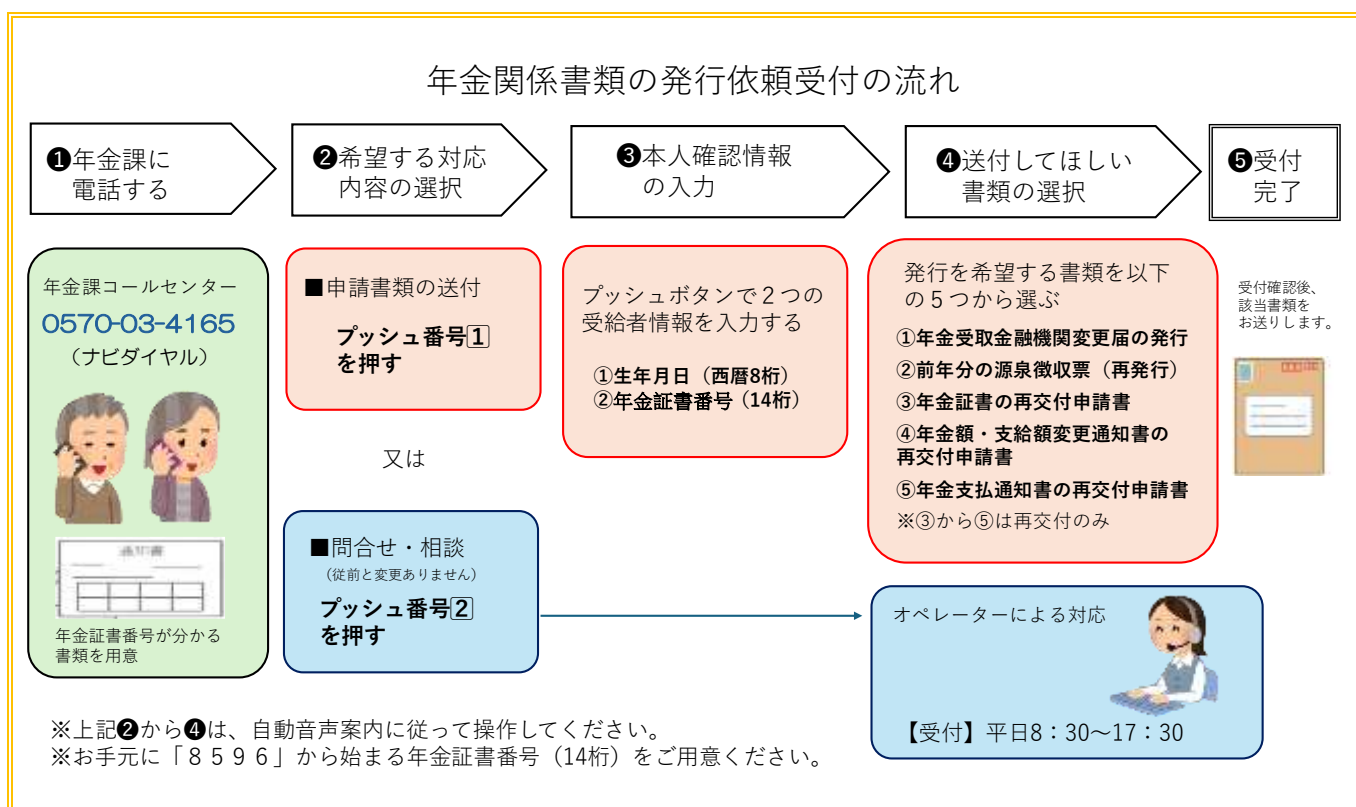 年金関係書類の発行依頼受付の流れ
❶年金課に
電話する
❷希望する対応
内容の選択
❸本人確認情報
の入力
❹送付してほしい
書類の選択
❺受付
完了
年金課コールセンター
0570-03-4165
（ナビダイヤル）
通知書
年金証書番号が分かる
書類を用意
■申請書類の送付
プッシュ番号1
を押す
又は
■問合せ・相談
（従前と変更ありません）
プッシュ番号2
を押す
プッシュボタンで２つの
受給者情報を入力する
①生年月日（西暦8桁）
②年金証書番号（14桁）
発行を希望する書類を以下
の５つから選ぶ
①年金受取金融機関変更届の発行
②前年分の源泉徴収票（再発行）
③年金証書の再交付申請書
④年金額・支給額変更通知書の
再交付申請書
⑤年金支払通知書の再交付申請書
※③から⑤は再交付のみ
受付確認後、
該当書類を
お送りします。
オペレーターによる対応
【受付】平日8：30～17：30
※上記❷から❹は、自動音声案内に従って操作してください。
※お手元に「８５９６」から始まる年金証書番号（14桁）をご用意ください。